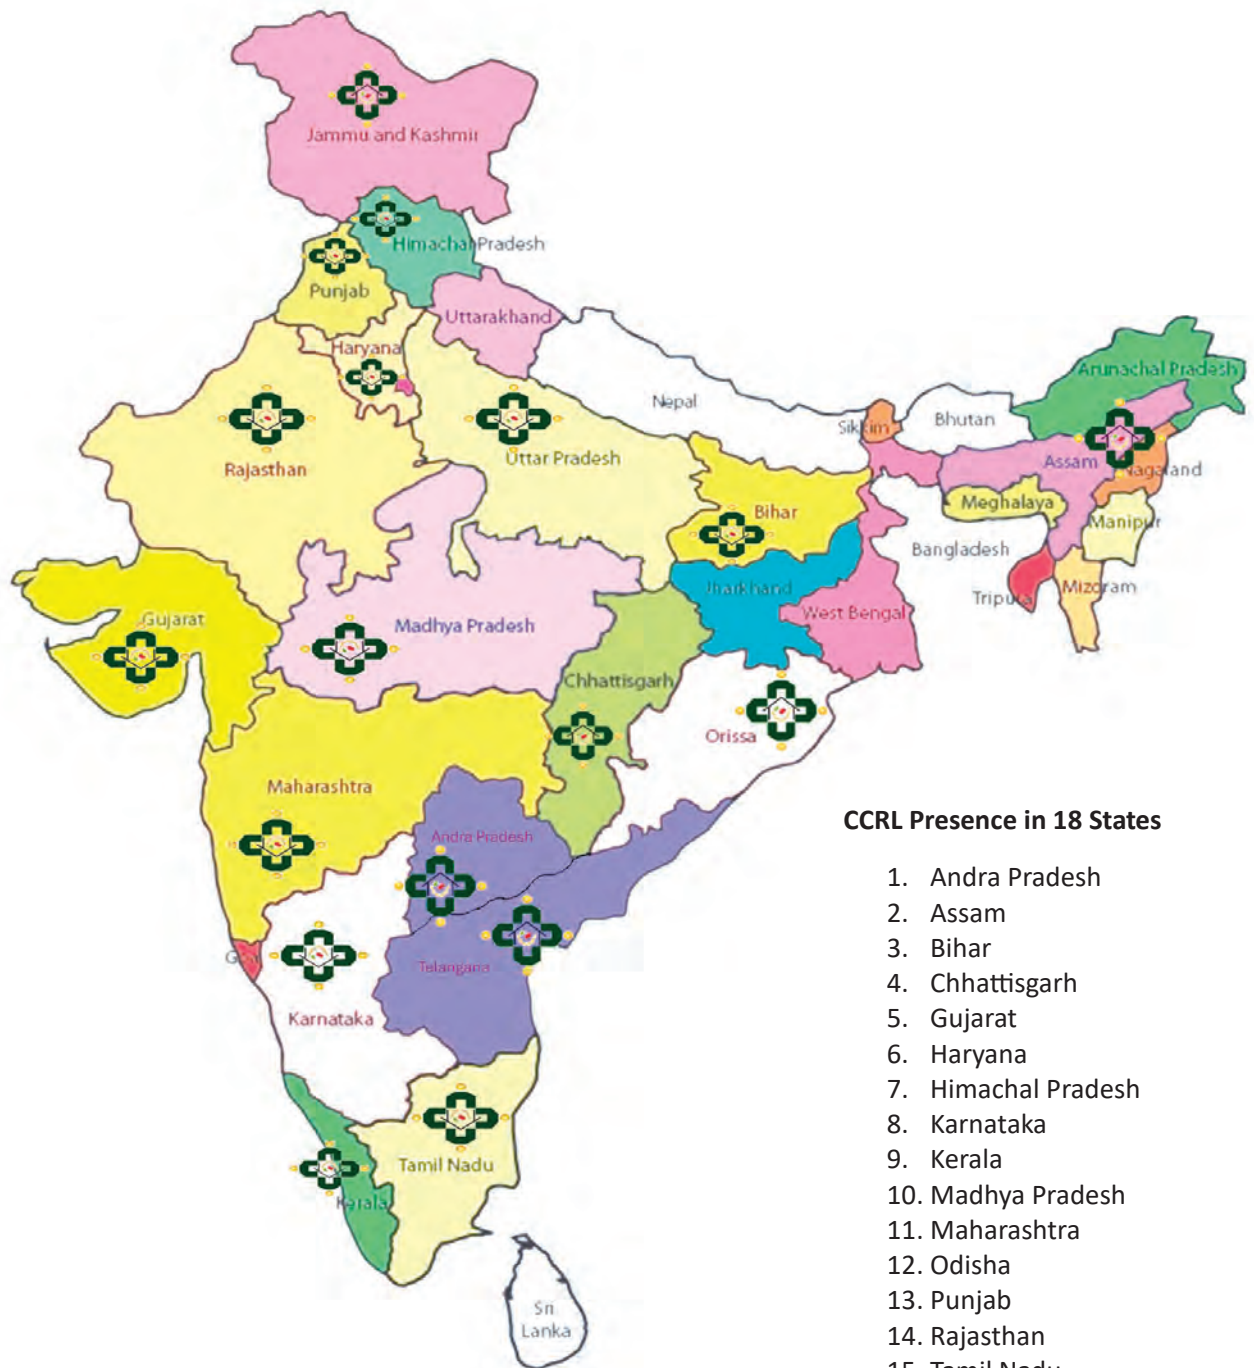 Jammu and Kashmir
Himachal Pradesh
Punjab
Uttarakhand
Haryana
Arunachal Pradesh
Nepal
Sikkim
Bhutan
Rajasthan
Uttar Pradesh
Assam
Nagaland
Bihar
Meghalaya
Manipur
Bangladesh
Jharkhand
Mizoram
Tripura
West Bengal
Gujarat
Madhya Pradesh
Chhattisgarh
Orissa
Maharashtra
Andra Pradesh
Telangana
Karnataka
Tamil Nadu
Kerala
Sri
Lanka
CCRL Presence in 18 States
1. Andra Pradesh
2. Assam
3. Bihar
4. Chhattisgarh
5. Gujarat
6. Haryana
7. Himachal Pradesh
8. Karnataka
9. Kerala
10. Madhya Pradesh
11. Maharashtra
12. Odisha
13. Punjab
14. Rajasthan
15. Tamil Nadu